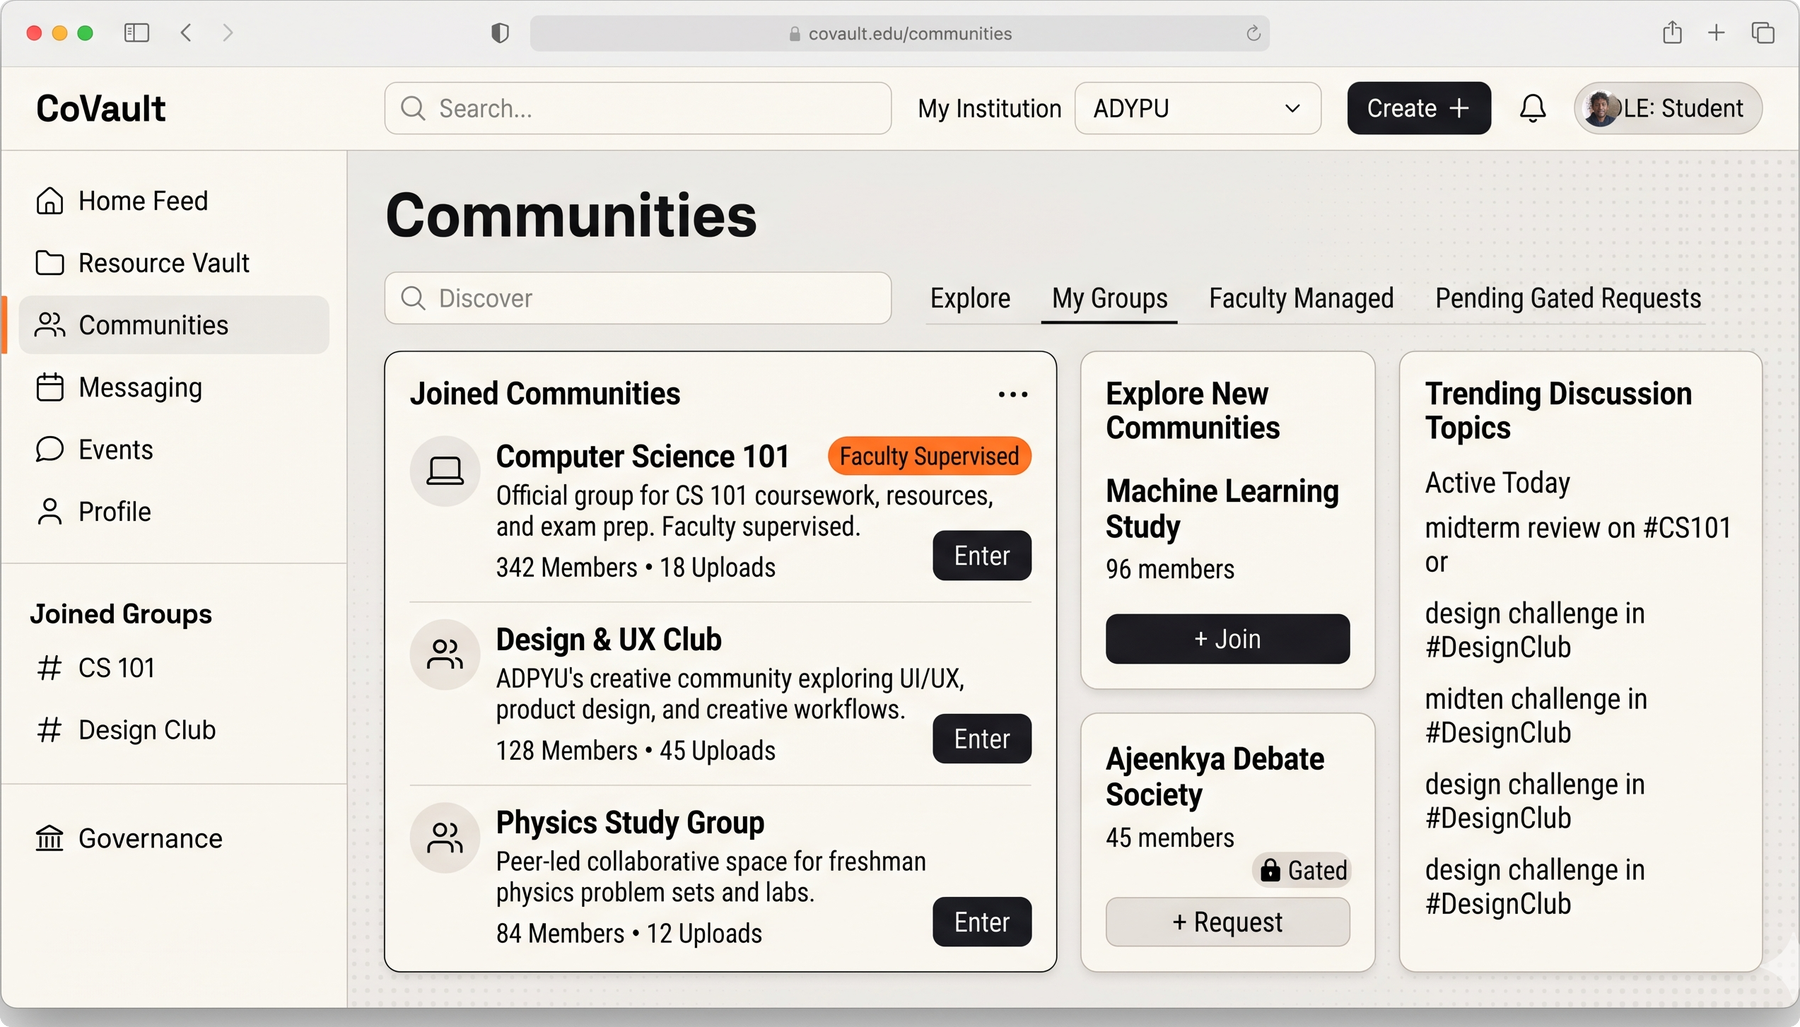 covault.edu/communities
CoVault
Search...
My Institution
ADYPU
Create +
LE: Student
Home Feed
Resource Vault
Communities
Messaging
Events
Profile
Joined Groups
# CS 101
# Design Club
Governance
Communities
Discover
Explore
My Groups
Faculty Managed
Pending Gated Requests
Joined Communities
Computer Science 101
Faculty Supervised
Official group for CS 101 coursework, resources,
and exam prep. Faculty supervised.
342 Members • 18 Uploads
Enter
Design & UX Club
ADPYU's creative community exploring UI/UX,
product design, and creative workflows.
128 Members • 45 Uploads
Enter
Physics Study Group
Peer-led collaborative space for freshman
physics problem sets and labs.
84 Members • 12 Uploads
Enter
Explore New
Communities
Machine Learning
Study
96 members
+ Join
Ajeenkya Debate
Society
45 members
Gated
+ Request
Trending Discussion
Topics
Active Today
midterm review on #CS101
or
design challenge in
#DesignClub
midten challenge in
#DesignClub
design challenge in
#DesignClub
design challenge in
#DesignClub